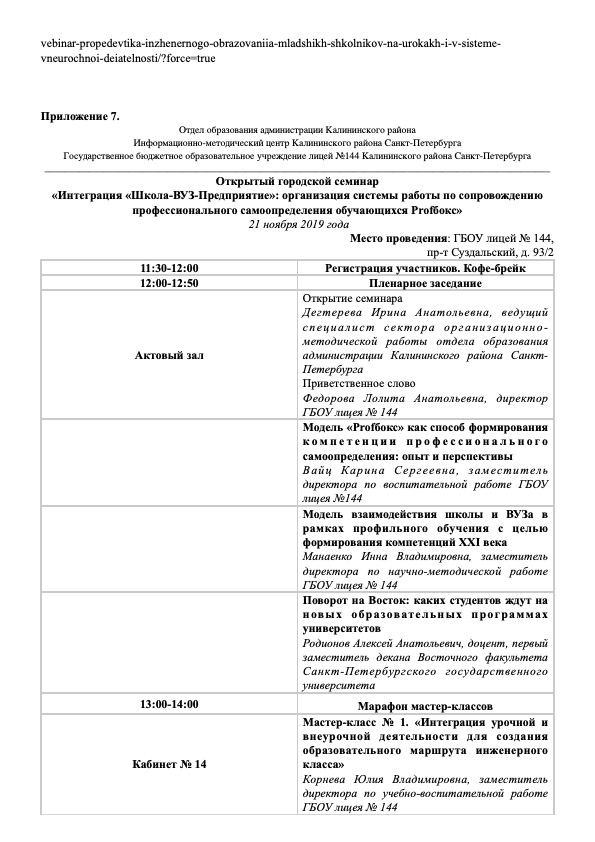 vebinar-propedevtika-inzhenernogo-obrazovaniia-mladshikh-shkolnikov-na-urokakh-i-v-sisteme-
vneurochnoi-deiatelnosti/?force=true
Приложение 7.
Отдел образования администрации Калининского района
Информационно-методический центр Калининского района Санкт-Петербурга
Государственное бюджетное образовательное учреждение лицей №144 Калининского района Санкт-Петербурга
Открытый городской семинар
«Интеграция «Школа-ВУЗ-Предприятие»: организация системы работы по сопровождению
профессионального самоопределения обучающихся Profбокс»
21 ноября 2019 года
Место проведения: ГБОУ лицей № 144,
пр-т Суздальский, д. 93/2
11:30-12:00
Регистрация участников. Кофе-брейк
12:00-12:50
Пленарное заседание
Актовый зал
Открытие семинара
Дегтерева Ирина Анатольевна, ведущий
специалист сектора организационно-
методической работы отдела образования
администрации Калининского района Санкт-
Петербурга
Приветственное слово
Федорова Лолита Анатольевна, директор
ГБОУ лицея № 144
Модель «Profбокс» как способ формирования
компетенции профессионального
самоопределения: опыт и перспективы
Вайц Карина Сергеевна, заместитель
директора по воспитательной работе ГБОУ
лицея №144
Модель взаимодействия школы и ВУЗа в
рамках профильного обучения с целью
формирования компетенций XXI века
Манаенко Инна Владимировна, заместитель
директора по научно-методической работе
ГБОУ лицея № 144
Поворот на Восток: каких студентов ждут на
новых образовательных программах
университетов
Родионов Алексей Анатольевич, доцент, первый
заместитель декана Восточного факультета
Санкт-Петербургского государственного
университета
13:00-14:00
Марафон мастер-классов
Кабинет № 14
Мастер-класс № 1. «Интеграция урочной и
внеурочной деятельности для создания
образовательного маршрута инженерного
класса»
Корнева Юлия Владимировна, заместитель
директора по учебно-воспитательной работе
ГБОУ лицея № 144